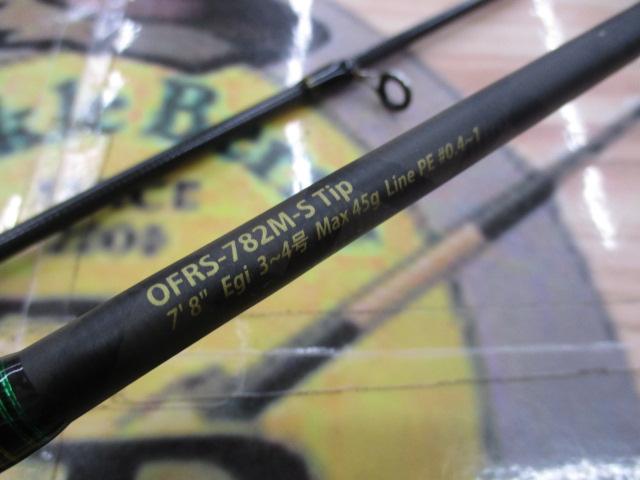 OFRS-782M-S Tip
7'8" Egi 3~4号 Max 45g Line PE #0.4~1